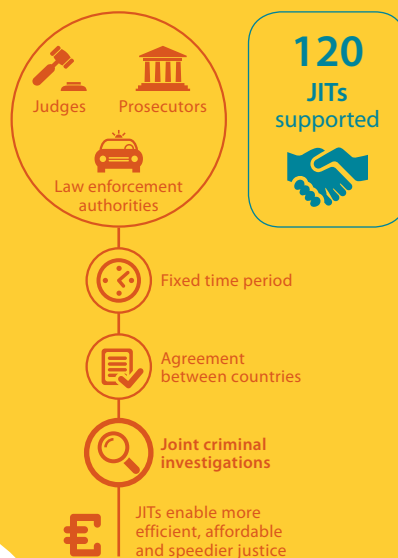 Judges
Prosecutors
Law enforcement
authorities
120
JITs
supported
Fixed time period
Agreement
between countries
Joint criminal
investigations
JITs enable more
efficient, affordable
and speedier justice